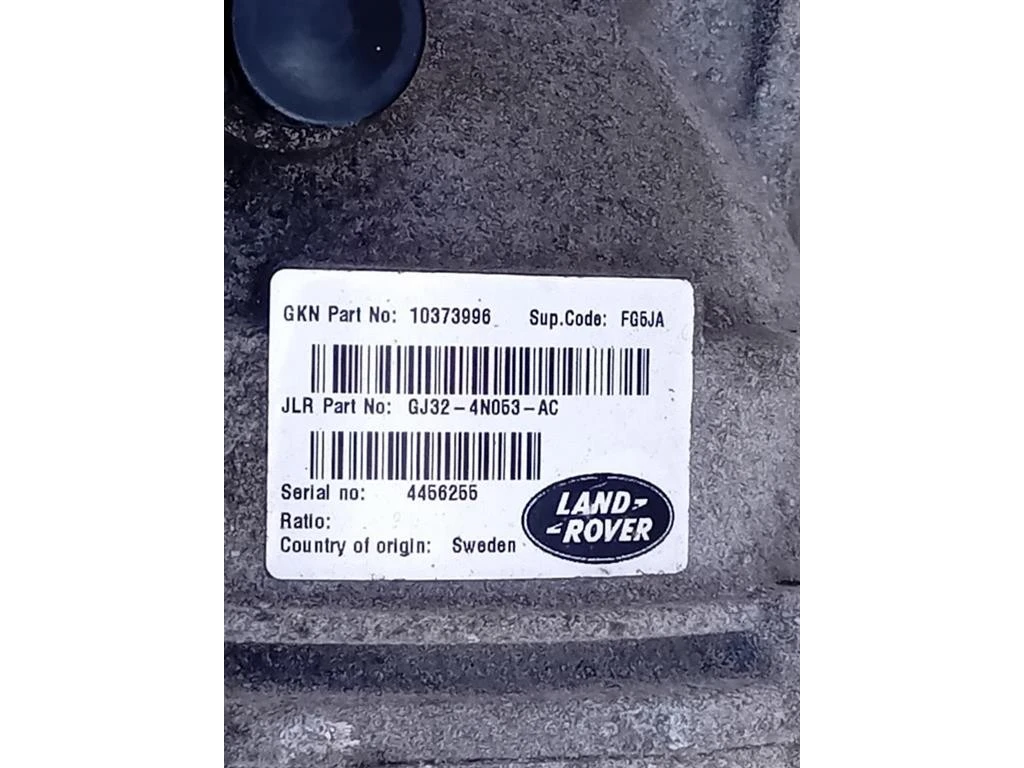 GKN Part No: 10373996 Sup.Code: FG5JA
JLR Part No: GJ32-4N053-AC
Serial no: 4456255
Ratio:
Country of origin: Sweden
LAND
ROVER